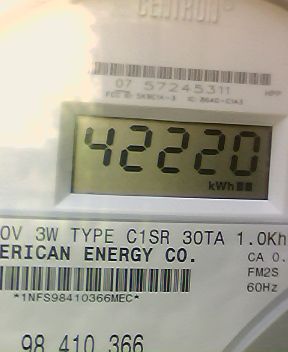 CENTRON®
07 57245311
HPP
42220
kWh
0V 3W TYPE C1SR 30TA 1.0Kh
ERICAN ENERGY CO.
CA 0.
FM2S
*1NFS98410366MEC*
60Hz
98 410 366